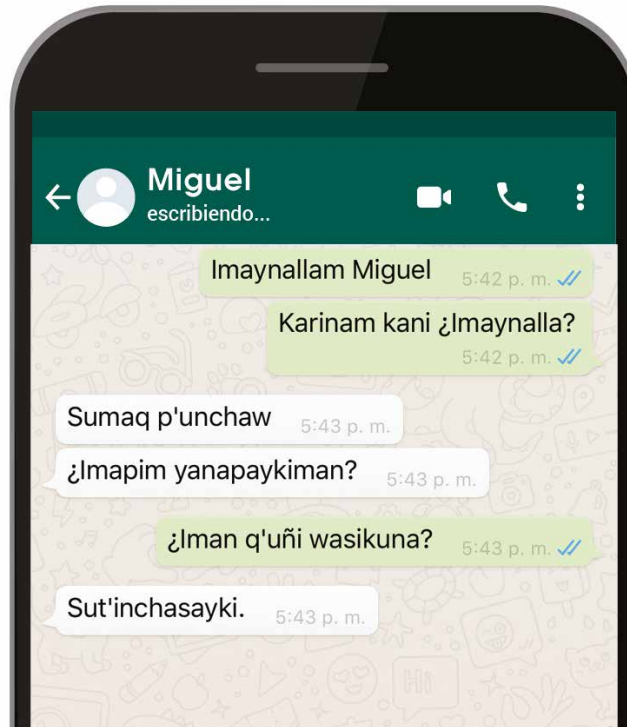 Miguel
escribiendo...
Imaynallam Miguel 5:42 p. m.
Karinam kani ¿Imaynalla?
5:42 p. m.
Sumaq p'unchaw 5:43 p. m.
¿Imapim yanapaykiman? 5:43 p. m.
¿Iman q'uñi wasikuna? 5:43 p. m.
Sut'inchasayki. 5:43 p. m.
Hi